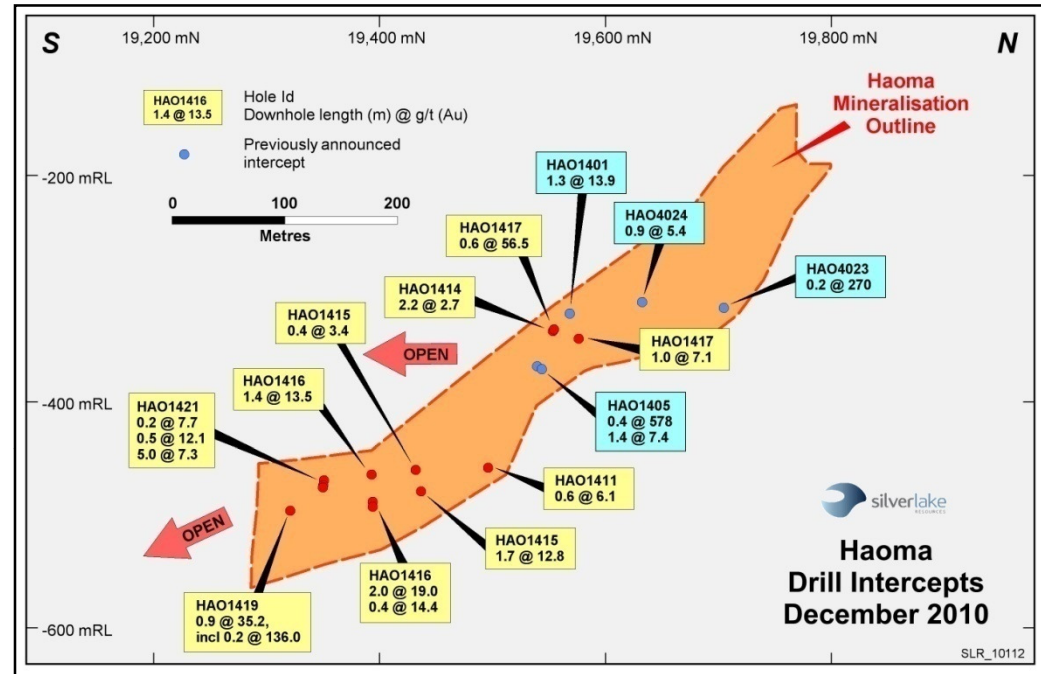 S
19,200 mN
19,400 mN
19,600 mN
19,800 mN
N
HAO1416
1.4 @ 13.5
Hole Id
Downhole length (m) @ g/t (Au)
Previously announced
intercept
0
100
200
Metres
-200 mRL
-400 mRL
-600 mRL
Haoma
Mineralisation
Outline
HAO1401
1.3 @ 13.9
HAO4024
0.9 @ 5.4
HAO4023
0.2 @ 270
HAO1417
0.6 @ 56.5
HAO1414
2.2 @ 2.7
HAO1415
0.4 @ 3.4
OPEN
HAO1417
1.0 @ 7.1
HAO1416
1.4 @ 13.5
HAO1421
0.2 @ 7.7
0.5 @ 12.1
5.0 @ 7.3
HAO1405
0.4 @ 578
1.4 @ 7.4
HAO1411
0.6 @ 6.1
OPEN
HAO1415
1.7 @ 12.8
HAO1416
2.0 @ 19.0
0.4 @ 14.4
HAO1419
0.9 @ 35.2,
incl 0.2 @ 136.0
silverlake
RESOURCES
Haoma
Drill Intercepts
December 2010
SLR_10112